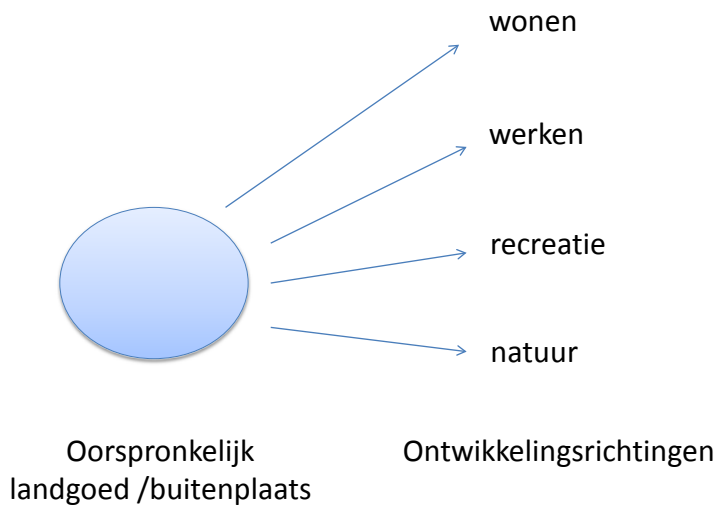 wonen
werken
recreatie
natuur
Oorspronkelijk
landgoed /buitenplaats
Ontwikkelingsrichtingen